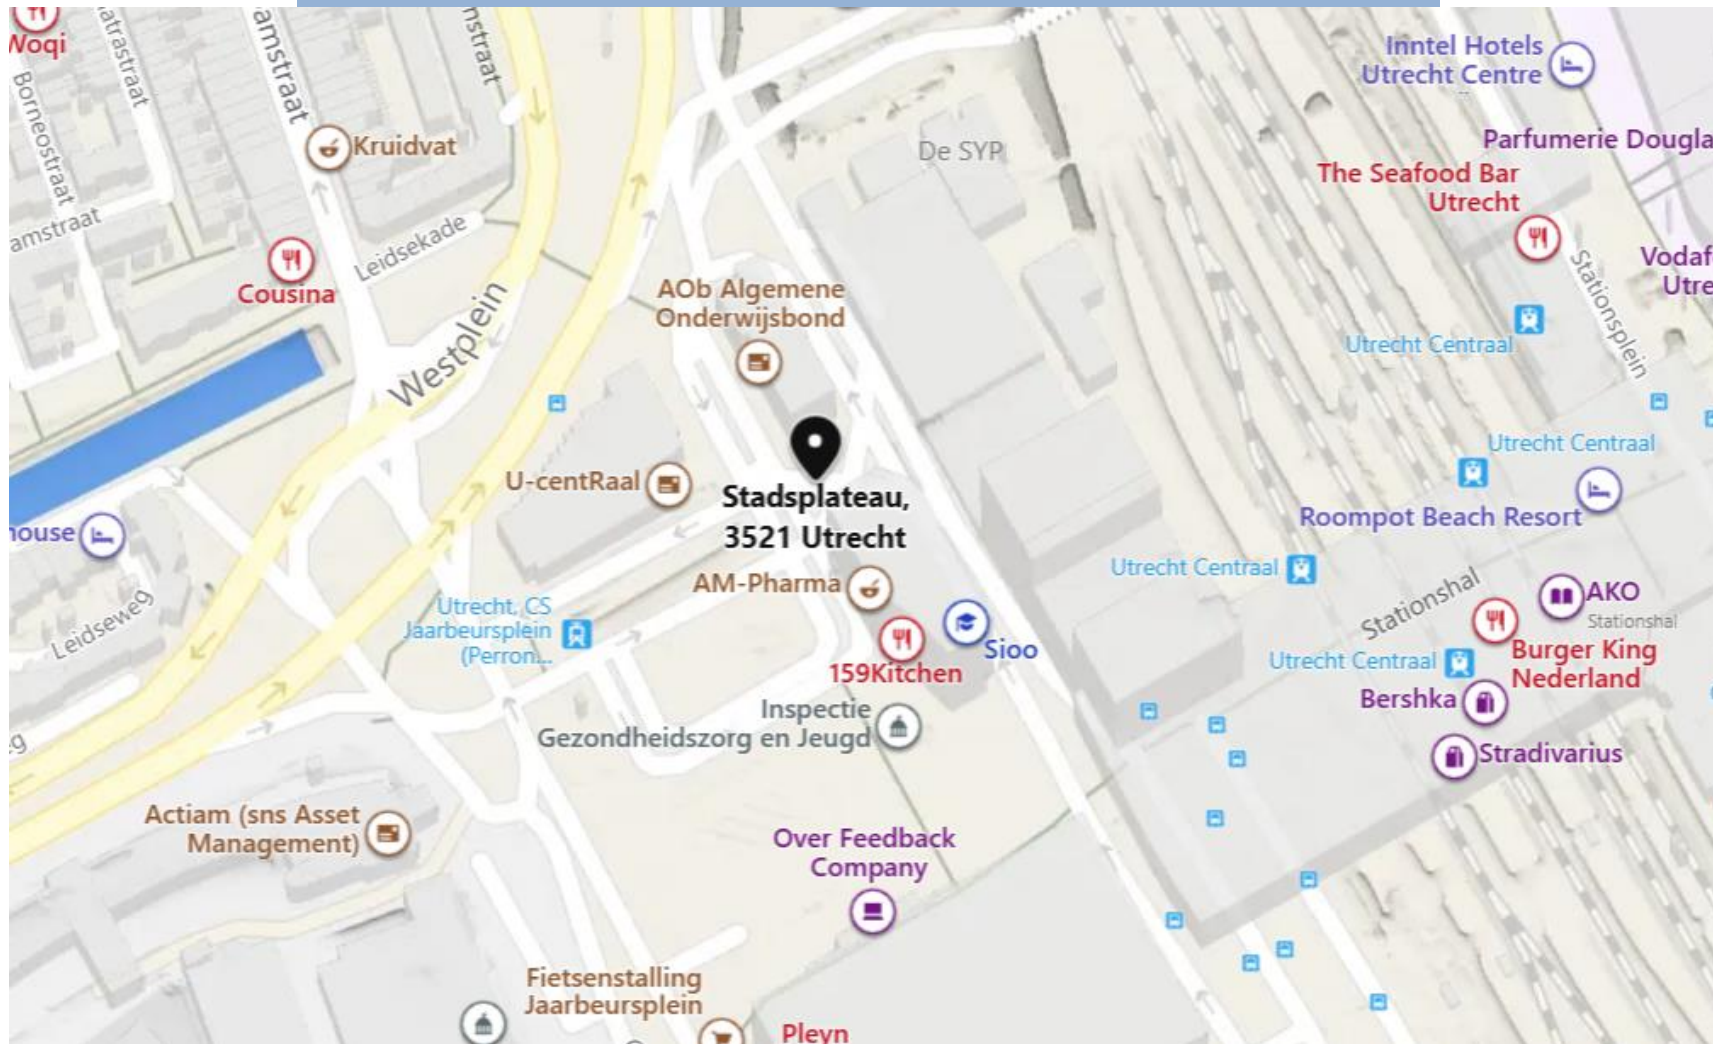 Woqi
atrastraat
amstraat
nstraat
Borneostraat
Kruidvat
amstraat
Leidsekade
Cousina
Westplein
De SYP
Inntel Hotels
Utrecht Centre
Parfumerie Dougla
The Seafood Bar
Utrecht
Stationsplein
Vodaf
Utre
Utrecht Centraal
AOb Algemene
Onderwijsbond
U-centRaal
Stadsplateau,
3521 Utrecht
Utrecht Centraal
Roompot Beach Resort
house
Leidseweg
Utrecht, CS
Jaarbeursplein
(Perron...
AM-Pharma
159Kitchen
Sioo
Utrecht Centraal
Stationshal
AKO
Stationshal
Utrecht Centraal
Burger King
Nederland
Bershka
Stradivarius
Inspectie
Gezondheidszorg en Jeugd
eg
Actiam (sns Asset
Management)
Over Feedback
Company
Fietsenstalling
Jaarbeursplein
Pleyn